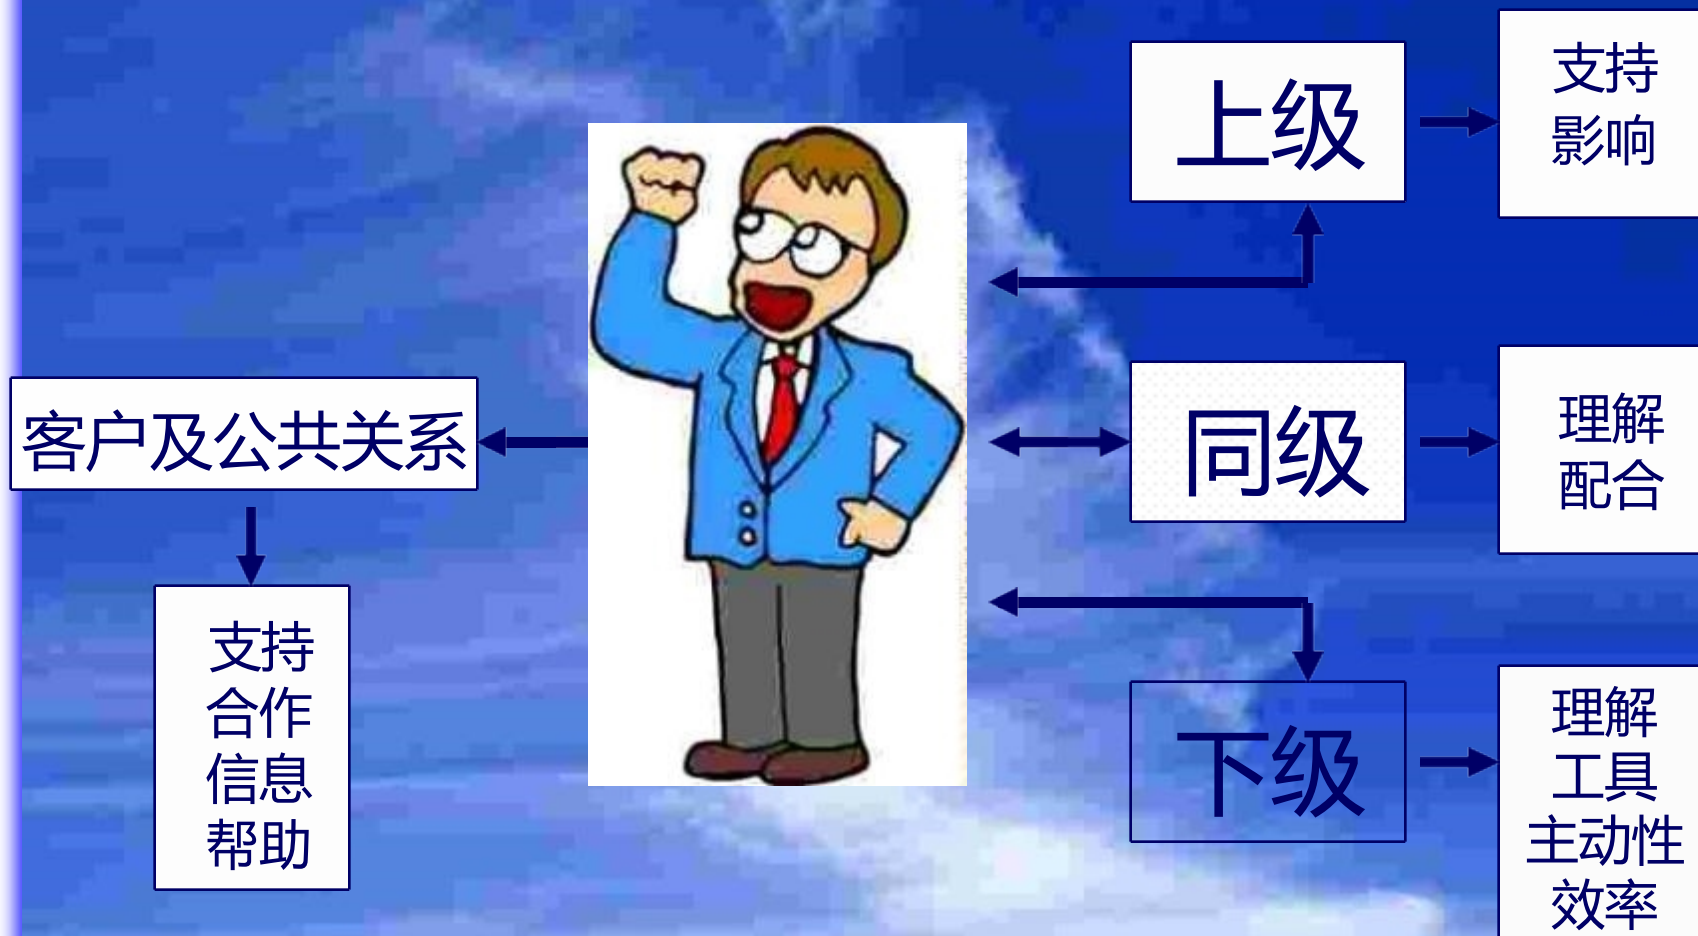 上级
支持
影响
客户及公共关系
同级
理解
配合
支持
合作
信息
帮助
下级
理解
工具
主动性
效率